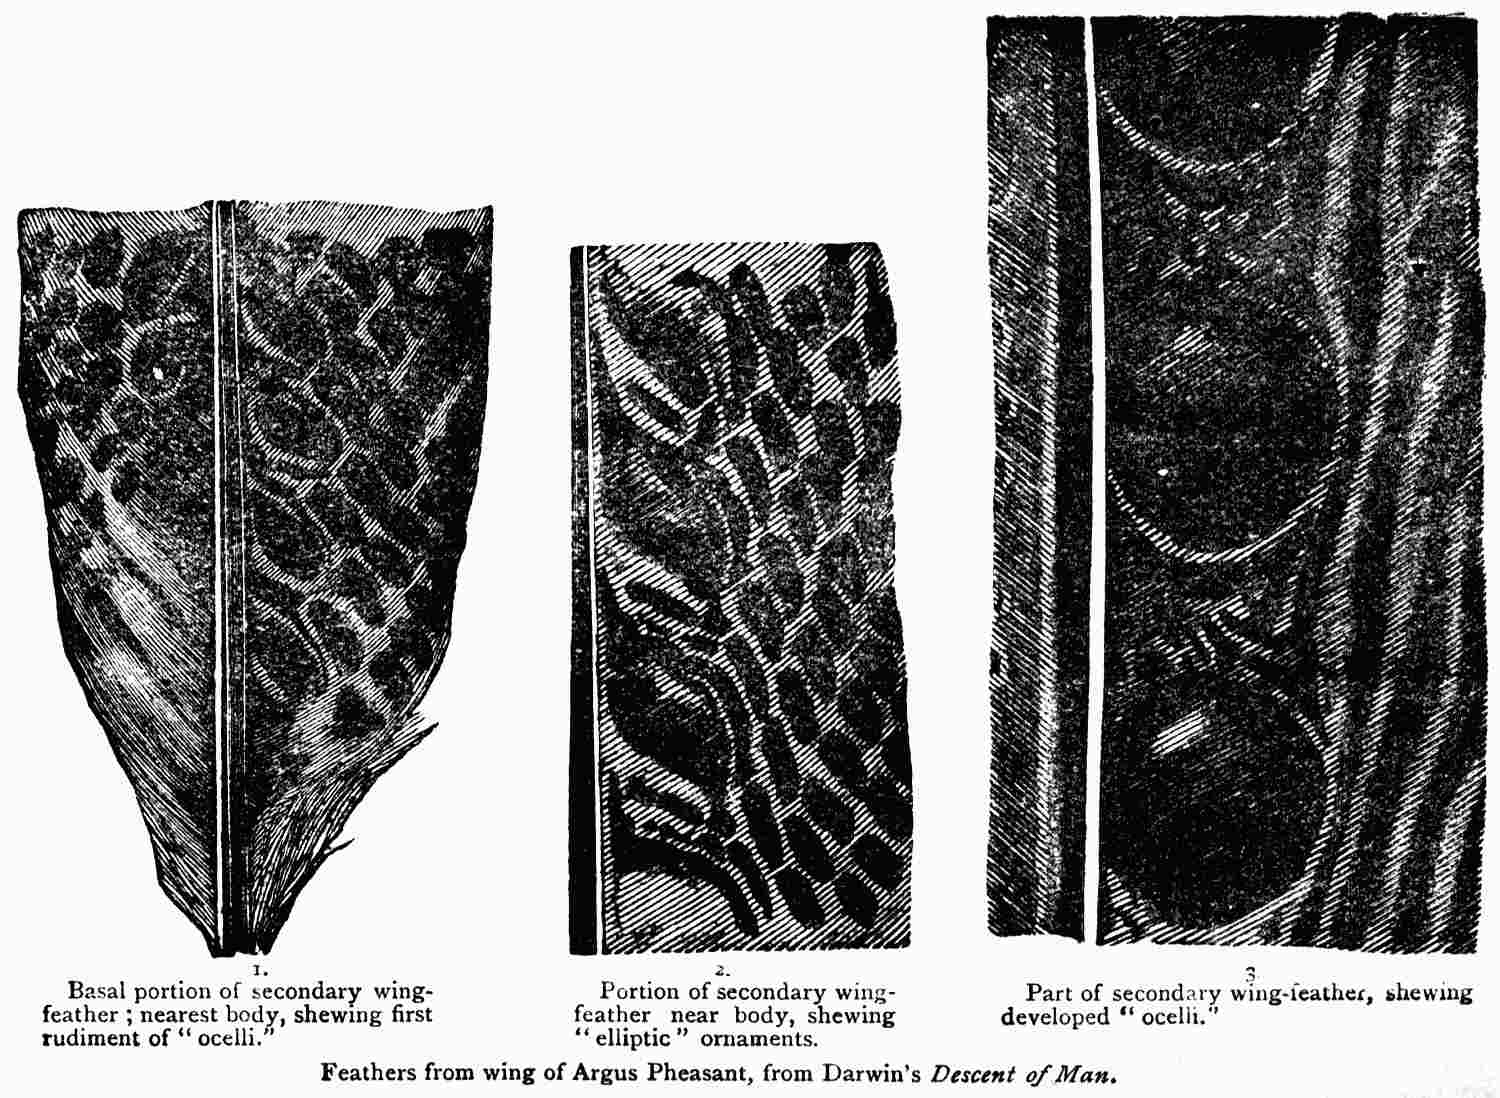 1.
Basal portion of secondary wing-
feather ; nearest body, shewing first
rudiment of “ ocelli.”
2.
Portion of secondary wing-
feather near body, shewing
“ elliptic ” ornaments.
3
Part of secondary wing-feather, shewing
developed “ ocelli.”
Feathers from wing of Argus Pheasant, from Darwin’s Descent of Man.